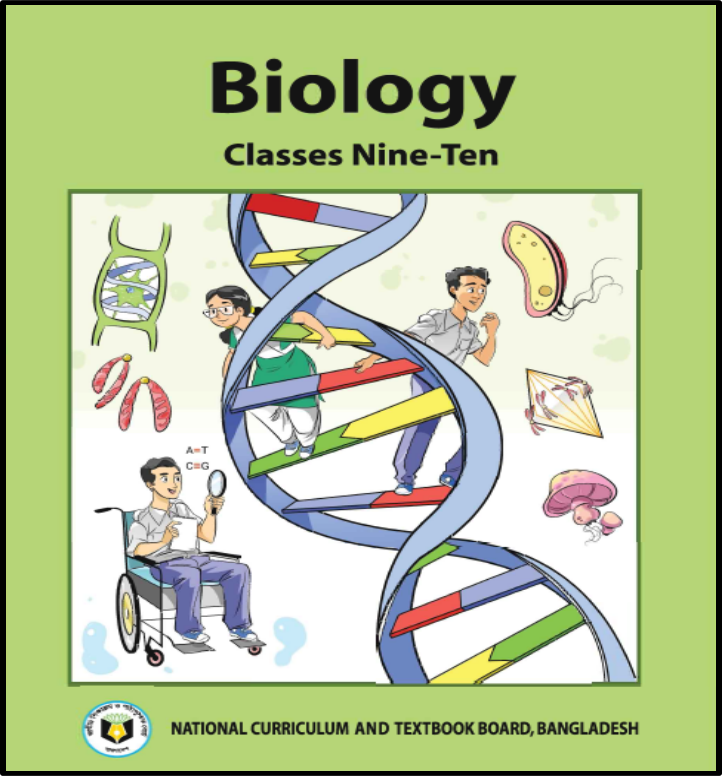 Biology
Classes Nine-Ten
A=T
C≡G
NATIONAL CURRICULUM AND TEXTBOOK BOARD, BANGLADESH